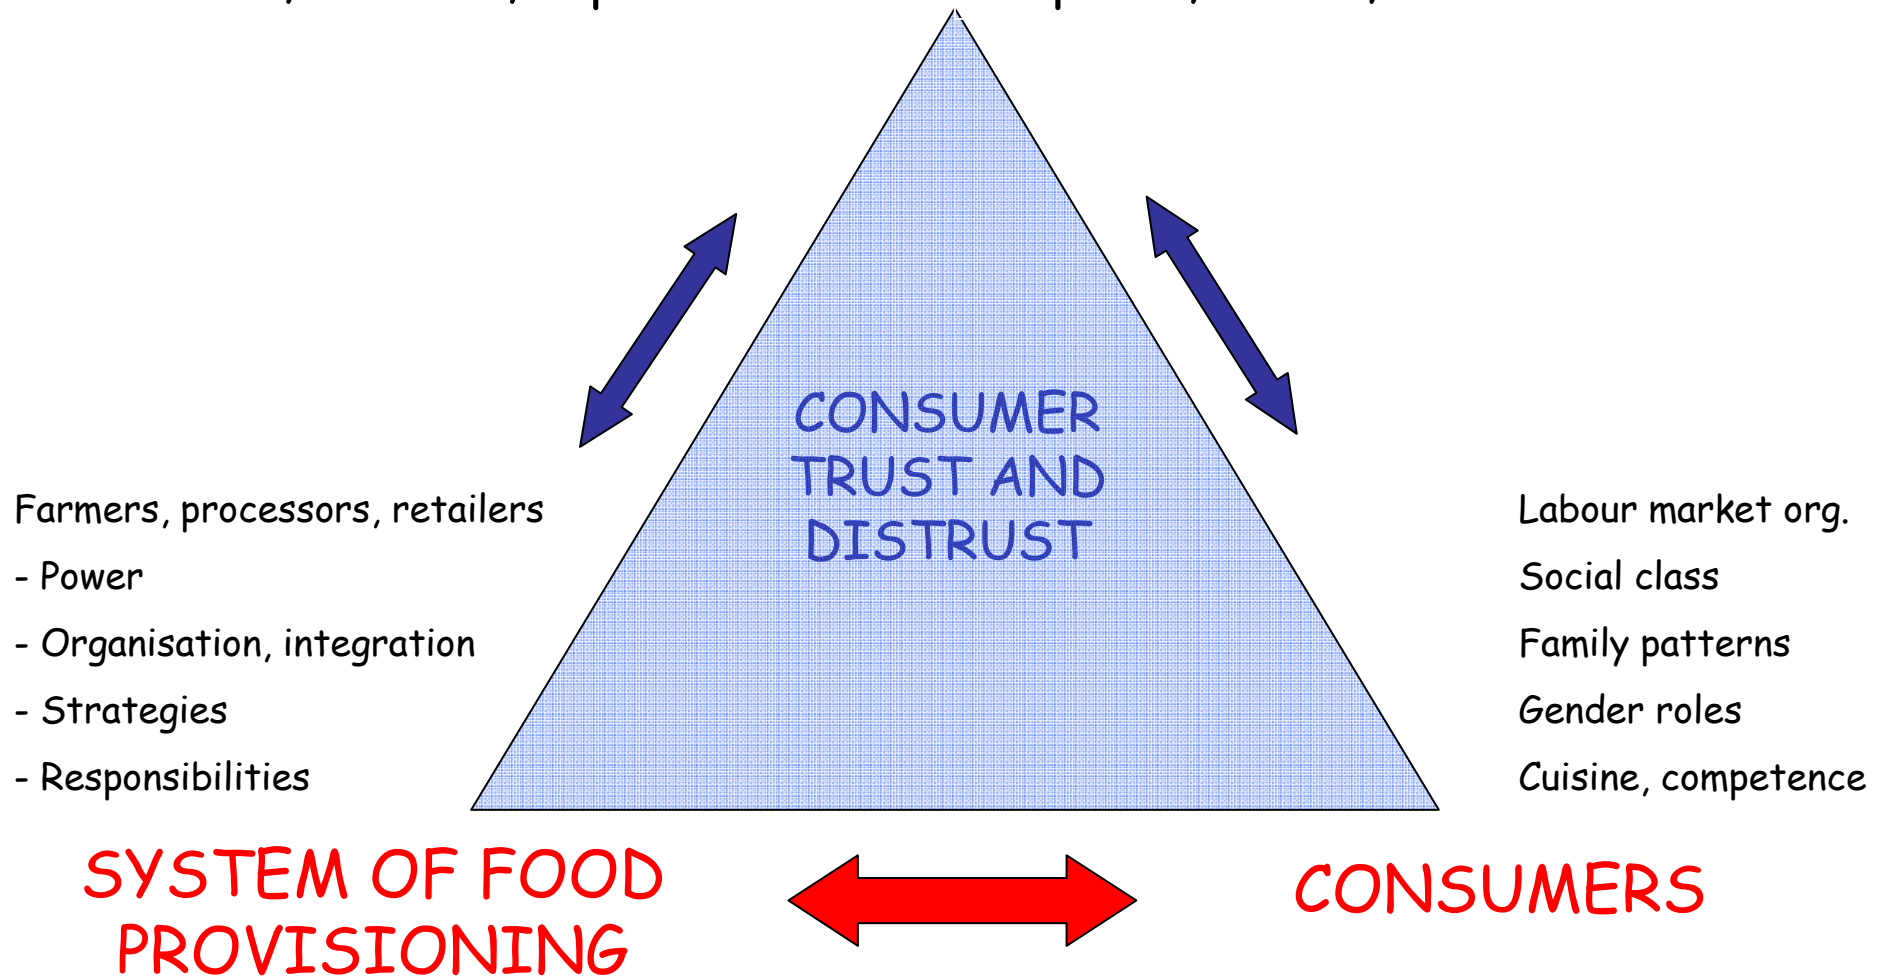 CONSUMER
TRUST AND
DISTRUST
Farmers, processors, retailers
- Power
- Organisation, integration
- Strategies
- Responsibilities
Labour market org.
Social class
Family patterns
Gender roles
Cuisine, competence
SYSTEM OF FOOD
PROVISIONING
CONSUMERS